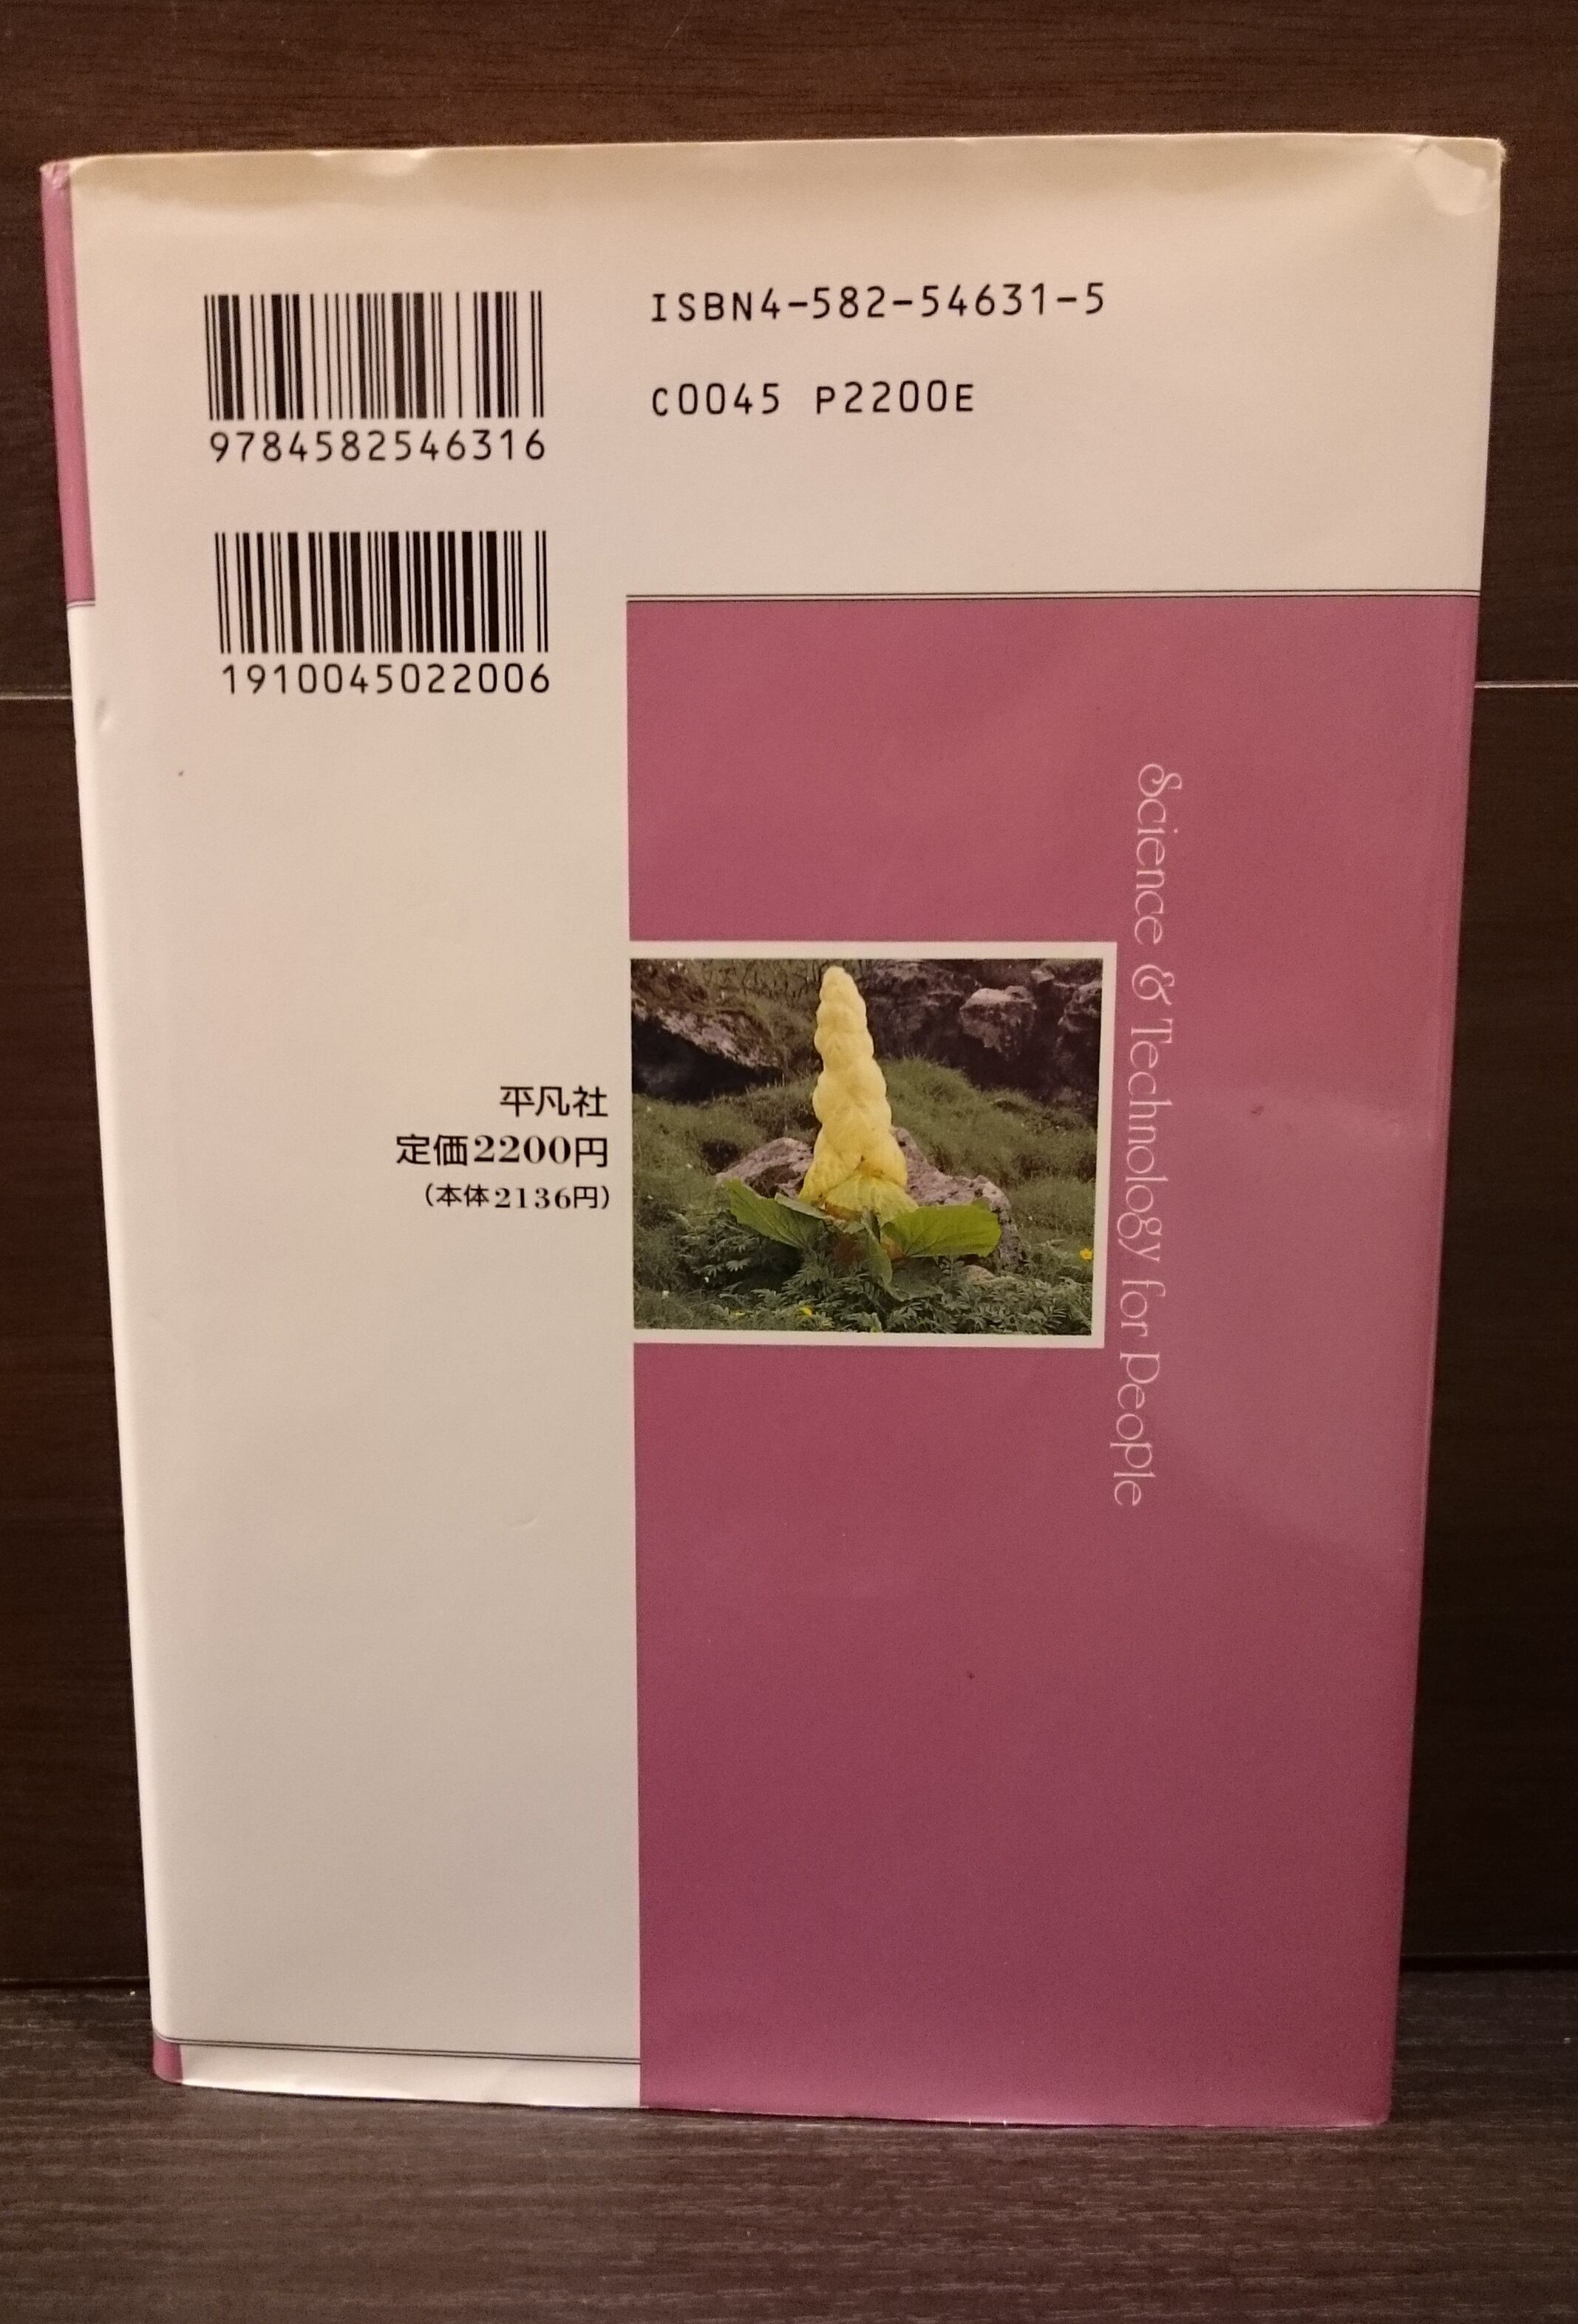 ISBN4-582-54631-5
C0045 P2200E
9784582546316
1910045022006
Science & Technology for People
平凡社
定価2200円
(本体2136円)